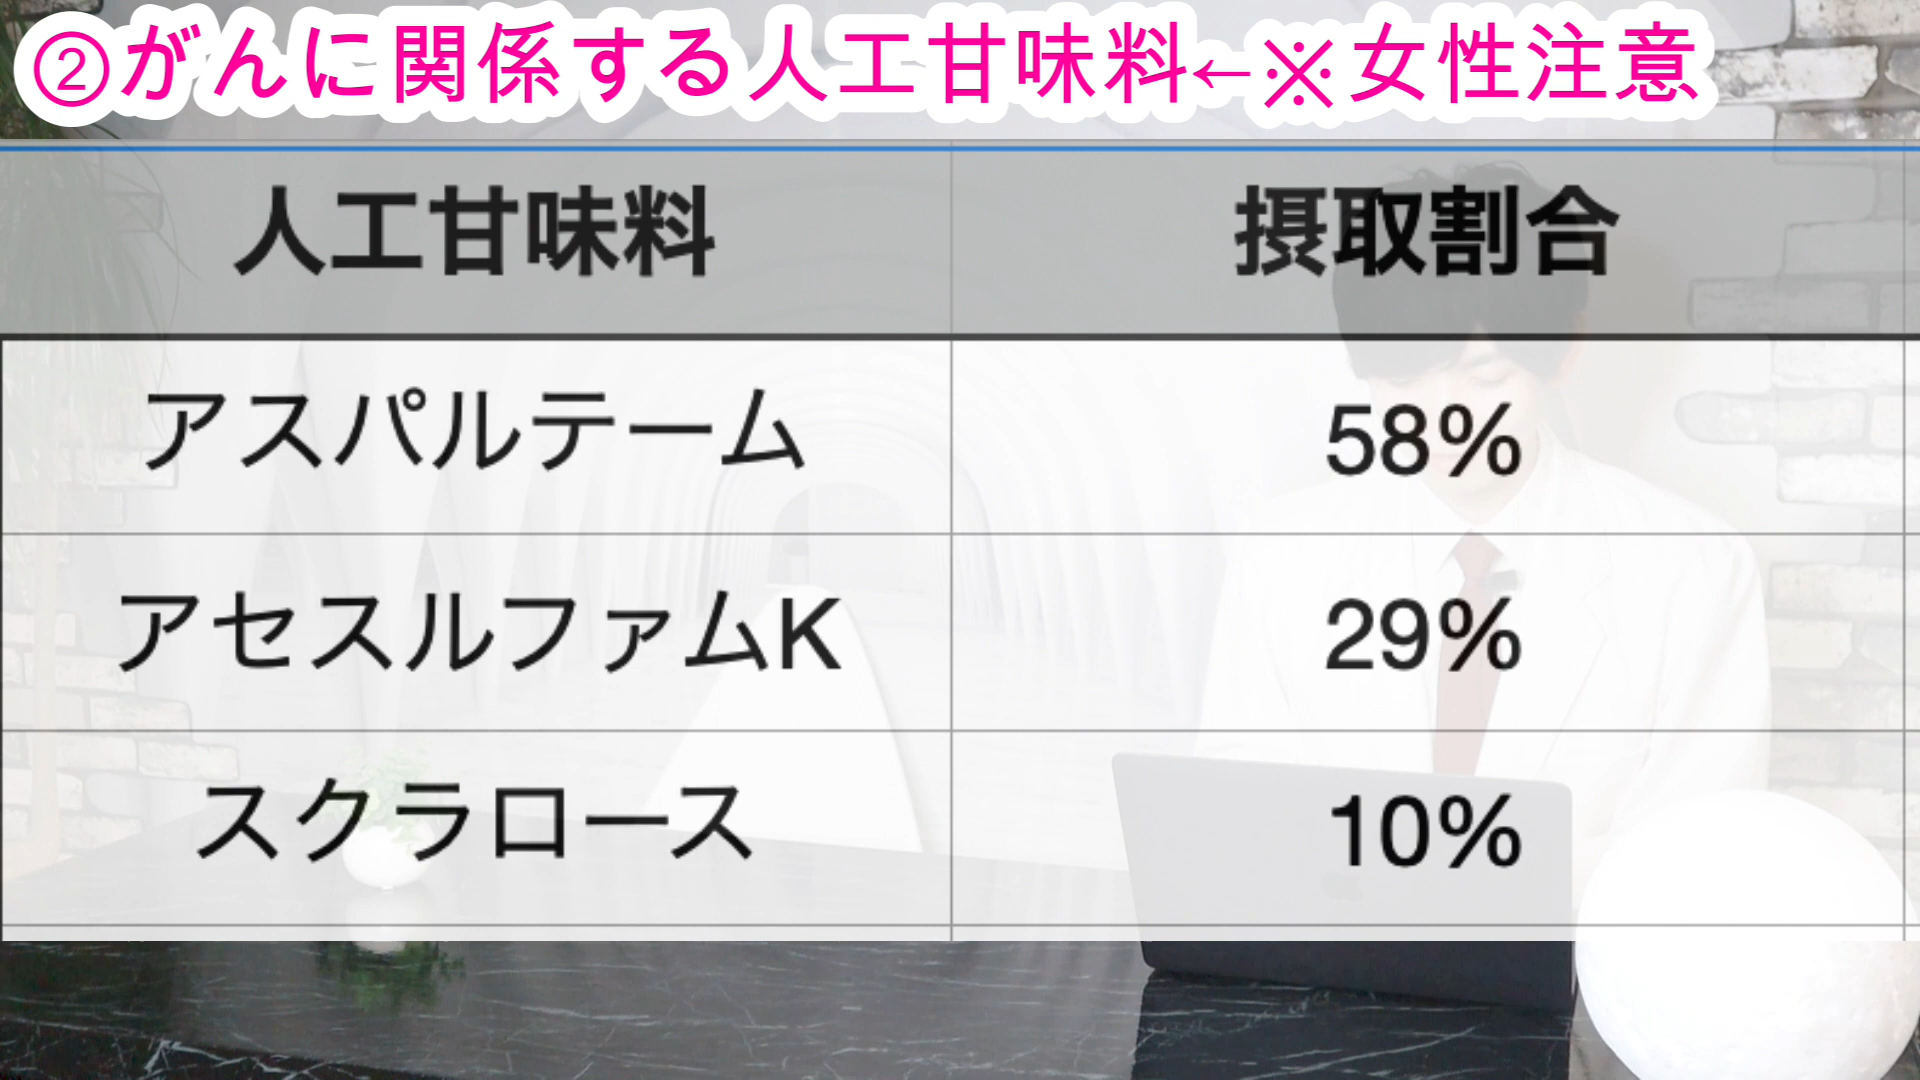 ②がんに関係する人工甘味料←※女性注意
人工甘味料 摂取割合
アスパルテーム 58%
アセスルファムK 29%
スクラロース 10%